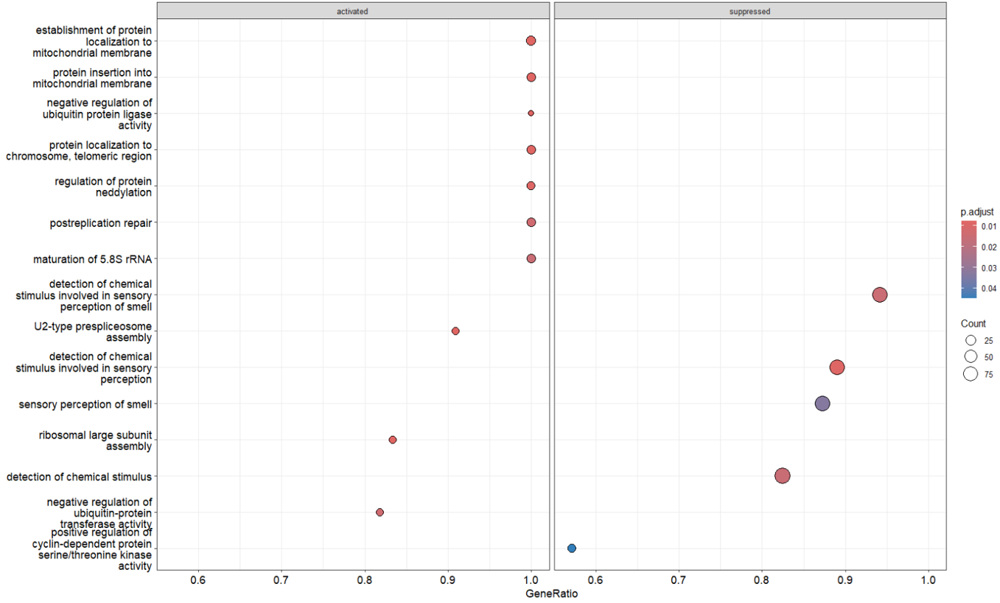 activated
suppressed
establishment of protein
localization to
mitochondrial membrane
protein insertion into
mitochondrial membrane
negative regulation of
ubiquitin protein ligase
activity
protein localization to
chromosome, telomeric region
regulation of protein
neddylation
postreplication repair
maturation of 5.8S rRNA
detection of chemical
stimulus involved in sensory
perception of smell
U2-type prespliceosome
assembly
detection of chemical
stimulus involved in sensory
perception
sensory perception of smell
ribosomal large subunit
assembly
detection of chemical stimulus
negative regulation of
ubiquitin-protein
transferase activity
positive regulation of
cyclin-dependent protein
serine/threonine kinase
activity
0.6 0.7 0.8 0.9 1.0 0.6 0.7 0.8 0.9 1.0
GeneRatio
p.adjust
0.01
0.02
0.03
0.04
Count
25
50
75